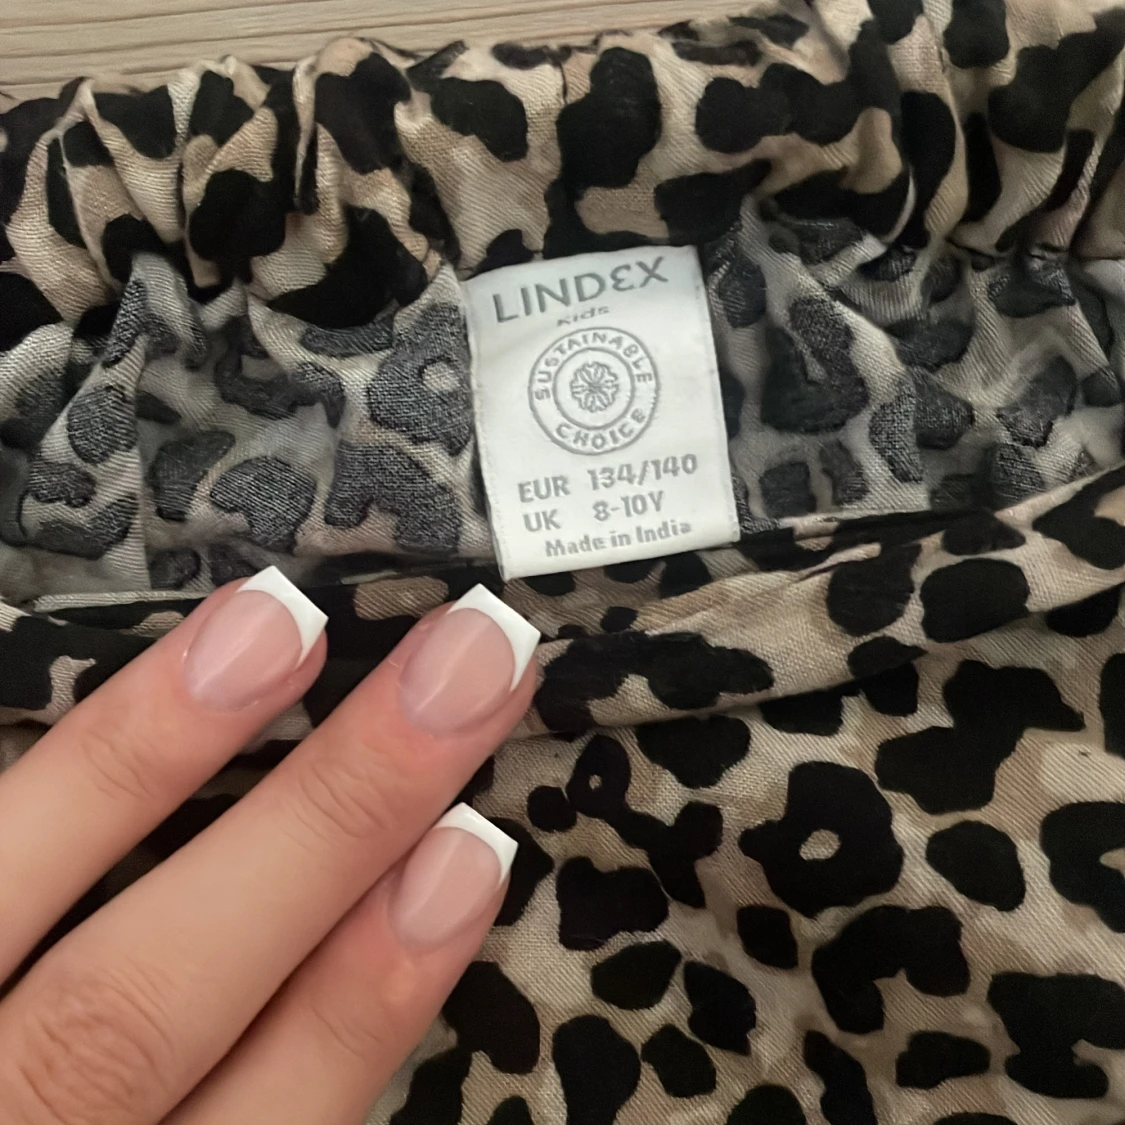 LINDEX
Kids
SUSTAINABLE
CHOICE
EUR 134/140
UK 8-10Y
Made in India